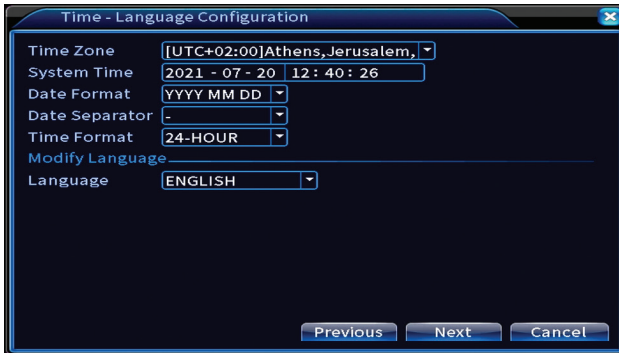 Time - Language Configuration
Time Zone [UTC+02:00]Athens,Jerusalem,
System Time 2021 - 07 - 20 12: 40: 26
Date Format YYYY MM DD
Date Separator -
Time Format 24-HOUR
Modify Language
Language ENGLISH
Previous Next Cancel